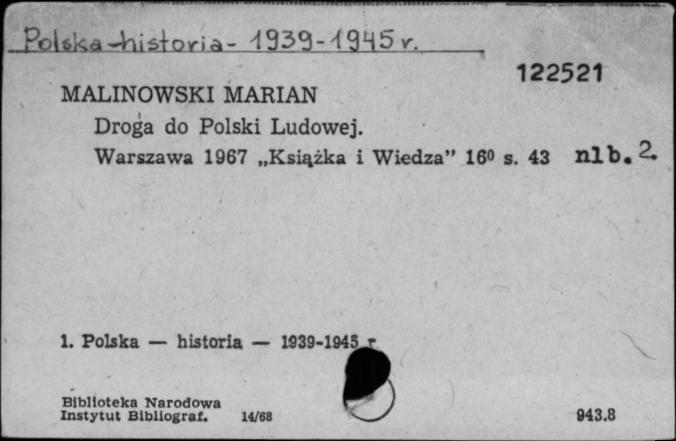 Polska-historia- 1939-1945 r.
122521
MALINOWSKI MARIAN
Droga do Polski Ludowej.
Warszawa 1967 „Książka i Wiedza” 16⁰ s. 43 nlb. 2.
1. Polska — historia — 1939-1945 r
Biblioteka Narodowa
Instytut Bibliograf. 14/68
943.8